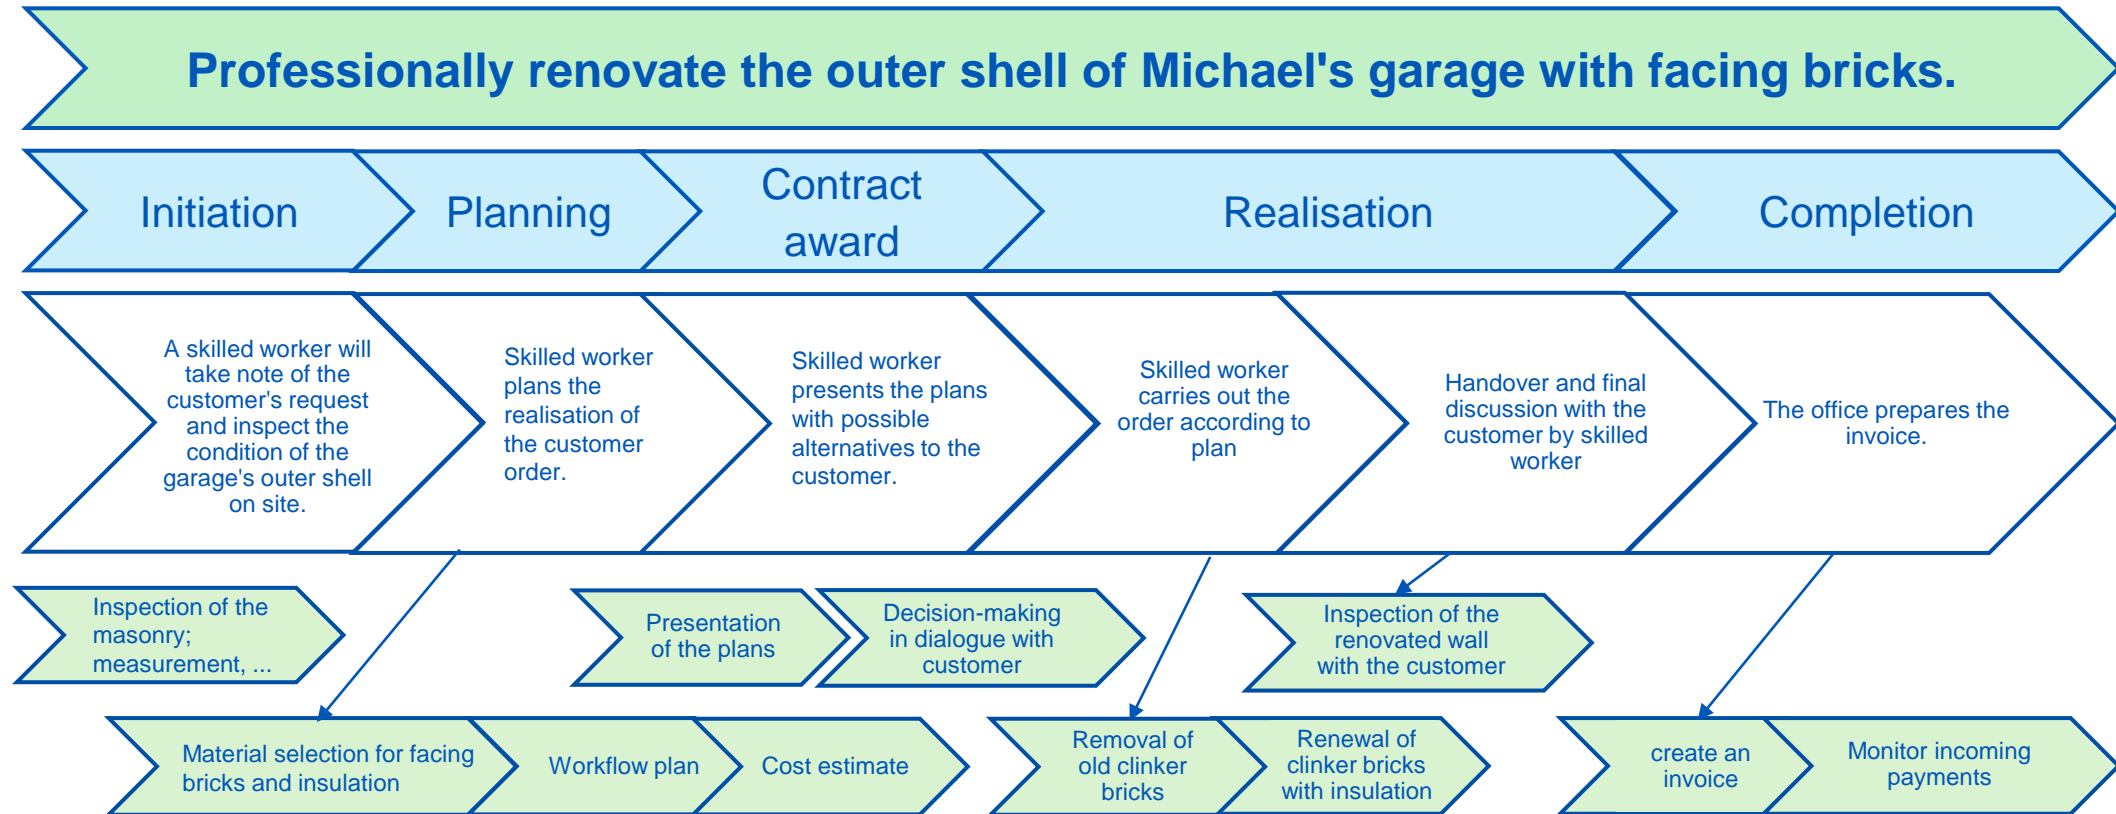 Professionally renovate the outer shell of Michael's garage with facing bricks.
Initiation
Planning
Contract
award
Realisation
Completion
A skilled worker will
take note of the
customer's request
and inspect the
condition of the
garage's outer shell
on site.
Skilled worker
plans the
realisation of
the customer
order.
Skilled worker
presents the plans
with possible
alternatives to the
customer.
Skilled worker
carries out the
order according to
plan
Handover and final
discussion with the
customer by skilled
worker
The office prepares the
invoice.
Inspection of the
masonry;
measurement, ...
Presentation
of the plans
Decision-making
in dialogue with
customer
Inspection of the
renovated wall
with the customer
Material selection for facing
bricks and insulation
Workflow plan
Cost estimate
Removal of
old clinker
bricks
Renewal of
clinker bricks
with insulation
create an
invoice
Monitor incoming
payments